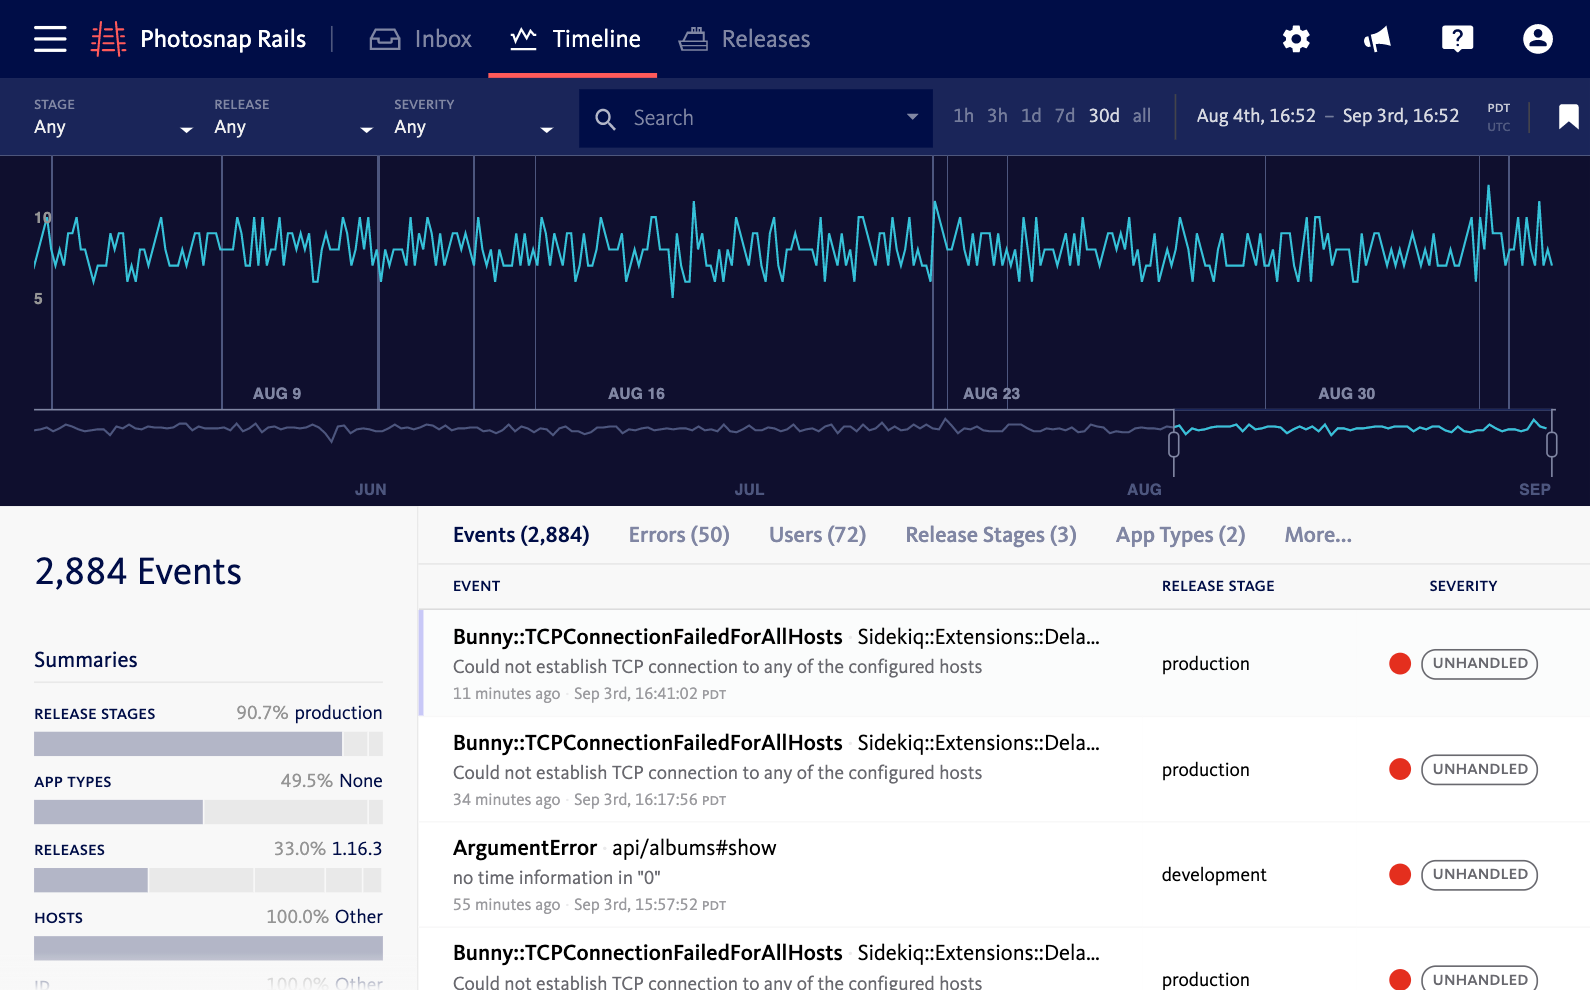 Photosnap Rails
Inbox
Timeline
Releases
?
STAGE
Any
RELEASE
Any
SEVERITY
Any
Search
1h 3h 1d 7d 30d all
Aug 4th, 16:52 – Sep 3rd, 16:52
PDT
UTC
10
5
AUG 9
AUG 16
AUG 23
AUG 30
JUN
JUL
AUG
SEP
2,884 Events
Summaries
RELEASE STAGES 90.7% production
APP TYPES 49.5% None
RELEASES 33.0% 1.16.3
HOSTS 100.0% Other
ID 100.0% Other
Events (2,884) Errors (50) Users (72) Release Stages (3) App Types (2) More...
EVENT RELEASE STAGE SEVERITY
Bunny::TCPConnectionFailedForAllHosts · Sidekiq::Extensions::Dela...
Could not establish TCP connection to any of the configured hosts
11 minutes ago · Sep 3rd, 16:41:02 PDT
production
UNHANDLED
Bunny::TCPConnectionFailedForAllHosts · Sidekiq::Extensions::Dela...
Could not establish TCP connection to any of the configured hosts
34 minutes ago · Sep 3rd, 16:17:56 PDT
production
UNHANDLED
ArgumentError · api/albums#show
no time information in "0"
55 minutes ago · Sep 3rd, 15:57:52 PDT
development
UNHANDLED
Bunny::TCPConnectionFailedForAllHosts · Sidekiq::Extensions::Dela...
Could not establish TCP connection to any of the configured hosts
production
UNHANDLED